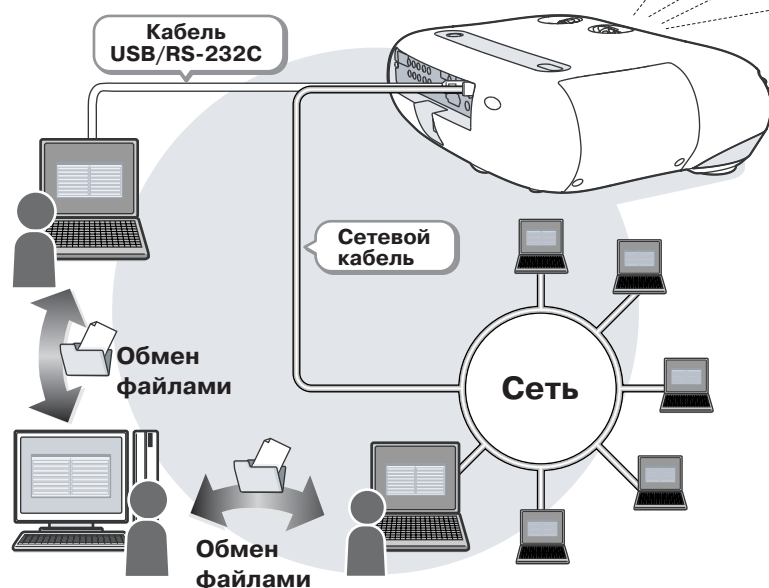 Кабель
USB/RS-232C
Сетевой
кабель
Обмен
файлами
Сеть
Обмен
файлами